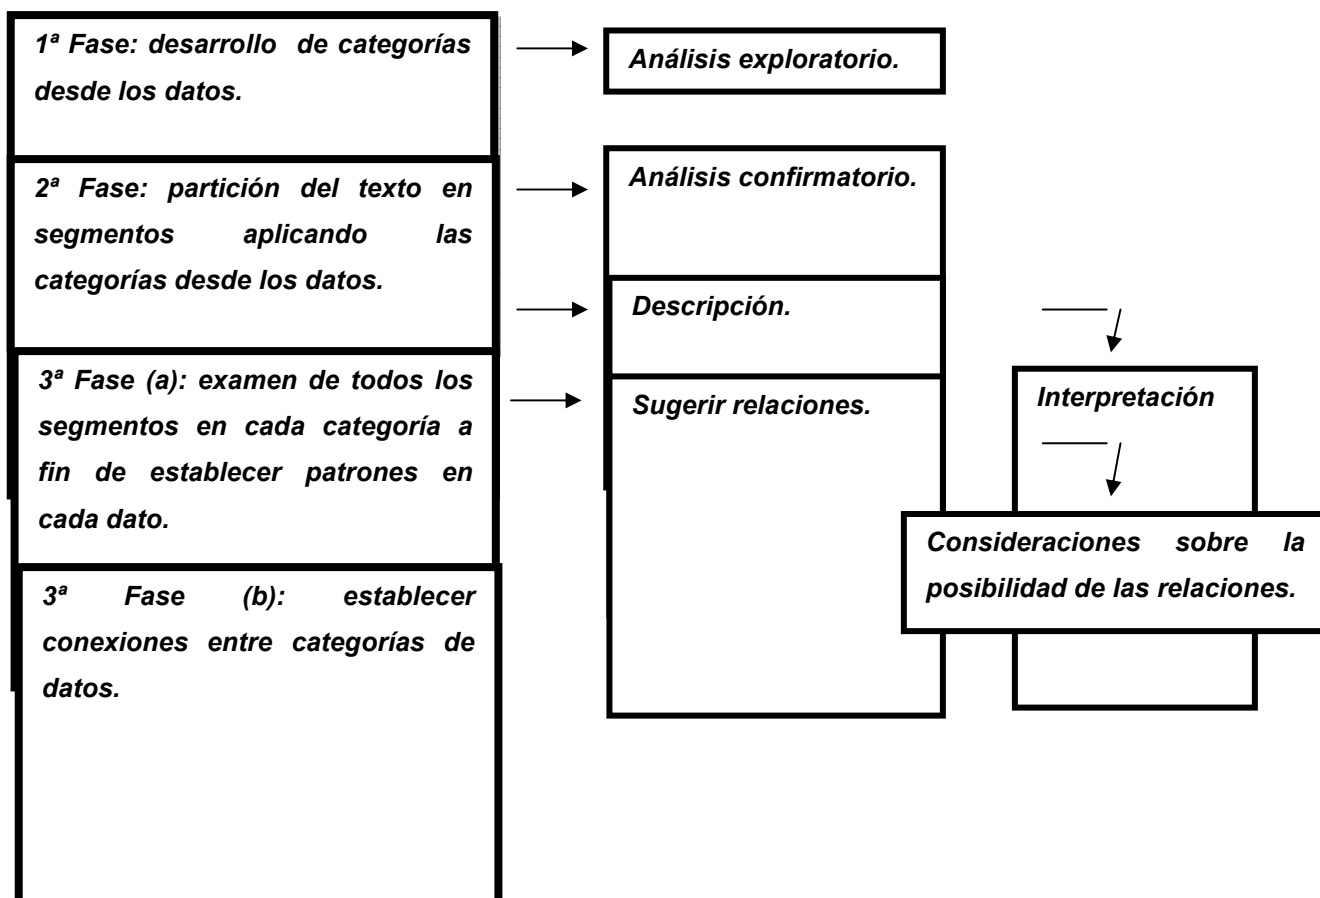 1ª Fase: desarrollo de categorías
desde los datos.
Análisis exploratorio.
2ª Fase: partición del texto en
segmentos aplicando las
categorías desde los datos.
Análisis confirmatorio.
Descripción.
3ª Fase (a): examen de todos los
segmentos en cada categoría a
fin de establecer patrones en
cada dato.
Sugerir relaciones.
Interpretación
Consideraciones sobre la
posibilidad de las relaciones.
3ª Fase (b): establecer
conexiones entre categorías de
datos.